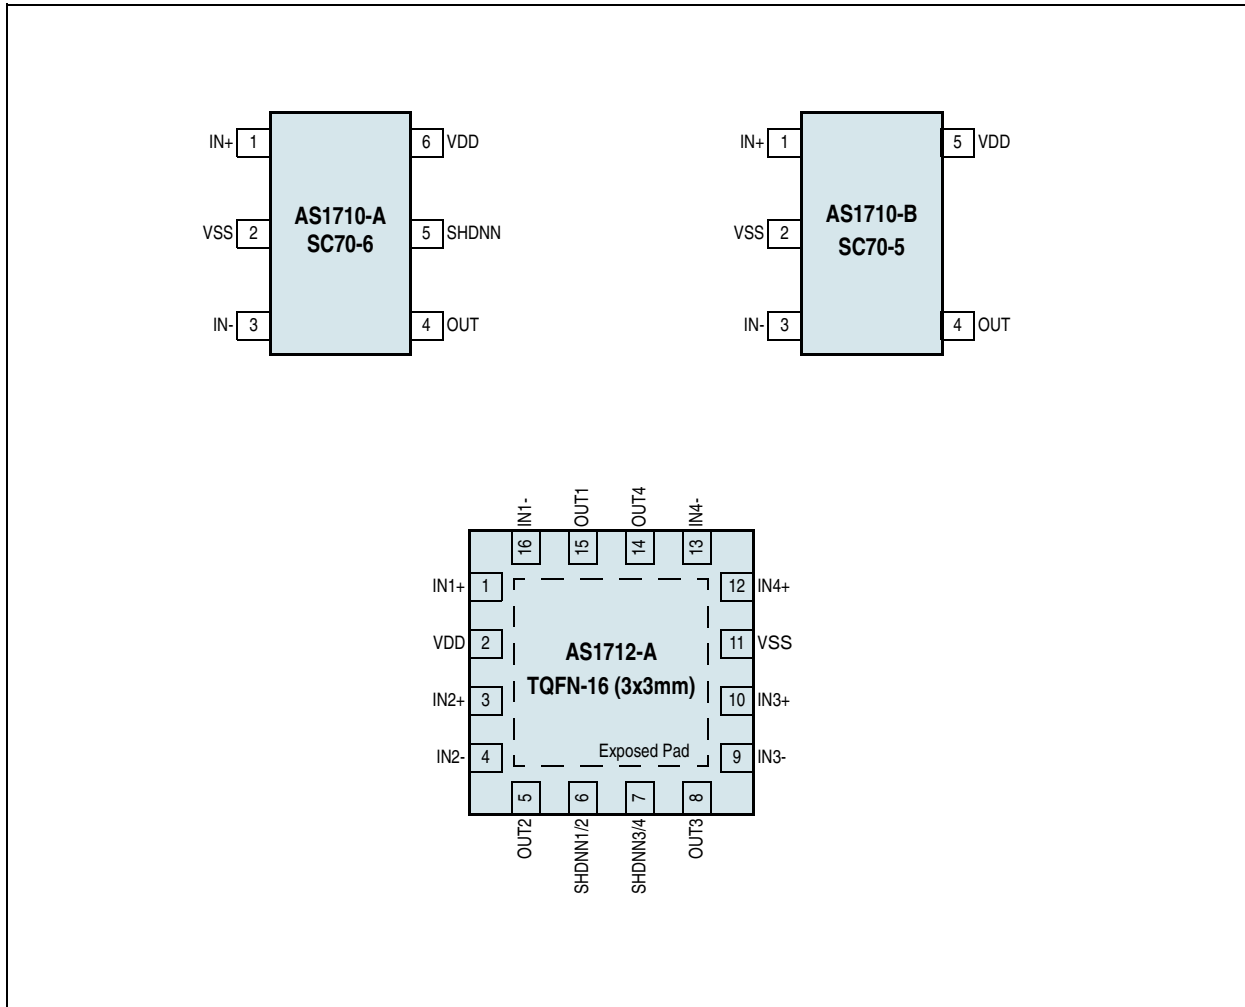 IN+ 1
AS1710-A
SC70-6
6 VDD
VSS 2
5 SHDNN
IN- 3
4 OUT
IN+ 1
AS1710-B
SC70-5
5 VDD
VSS 2
IN- 3
4 OUT
IN1-
OUT1
OUT4
IN4-
16
15
14
13
IN1+ 1
12 IN4+
VDD 2
11 VSS
AS1712-A
TQFN-16 (3x3mm)
IN2+ 3
10 IN3+
Exposed Pad
IN2- 4
9 IN3-
5
6
7
8
OUT2
SHDNN1/2
SHDNN3/4
OUT3